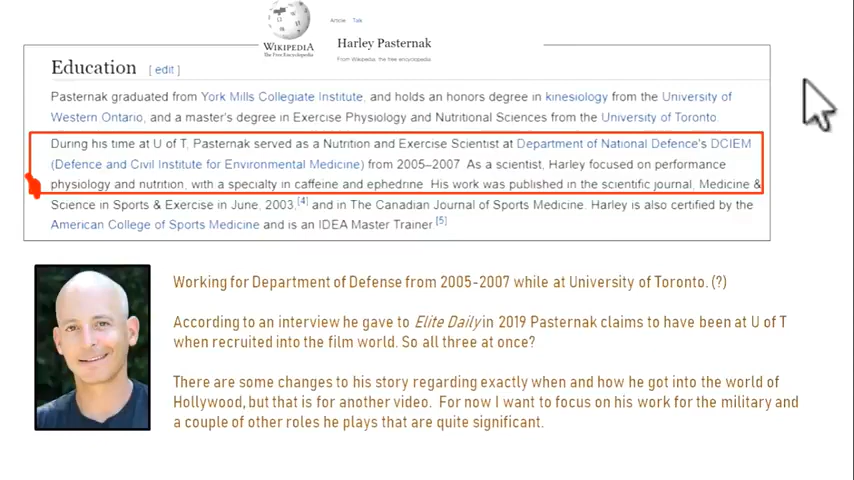 WIKIPEDIA
The Free Encyclopedia
Article Talk
Harley Pasternak
From Wikipedia, the free encyclopedia
Education [ edit ]
Pasternak graduated from York Mills Collegiate Institute, and holds an honors degree in kinesiology from the University of
Western Ontario, and a master's degree in Exercise Physiology and Nutritional Sciences from the University of Toronto.
During his time at U of T, Pasternak served as a Nutrition and Exercise Scientist at Department of National Defence's DCIEM
(Defence and Civil Institute for Environmental Medicine) from 2005–2007 As a scientist, Harley focused on performance
physiology and nutrition, with a specialty in caffeine and ephedrine His work was published in the scientific journal, Medicine &
Science in Sports & Exercise in June, 2003,[4] and in The Canadian Journal of Sports Medicine. Harley is also certified by the
American College of Sports Medicine and is an IDEA Master Trainer [5]
Working for Department of Defense from 2005-2007 while at University of Toronto. (?)
According to an interview he gave to Elite Daily in 2019 Pasternak claims to have been at U of T
when recruited into the film world. So all three at once?
There are some changes to his story regarding exactly when and how he got into the world of
Hollywood, but that is for another video. For now I want to focus on his work for the military and
a couple of other roles he plays that are quite significant.